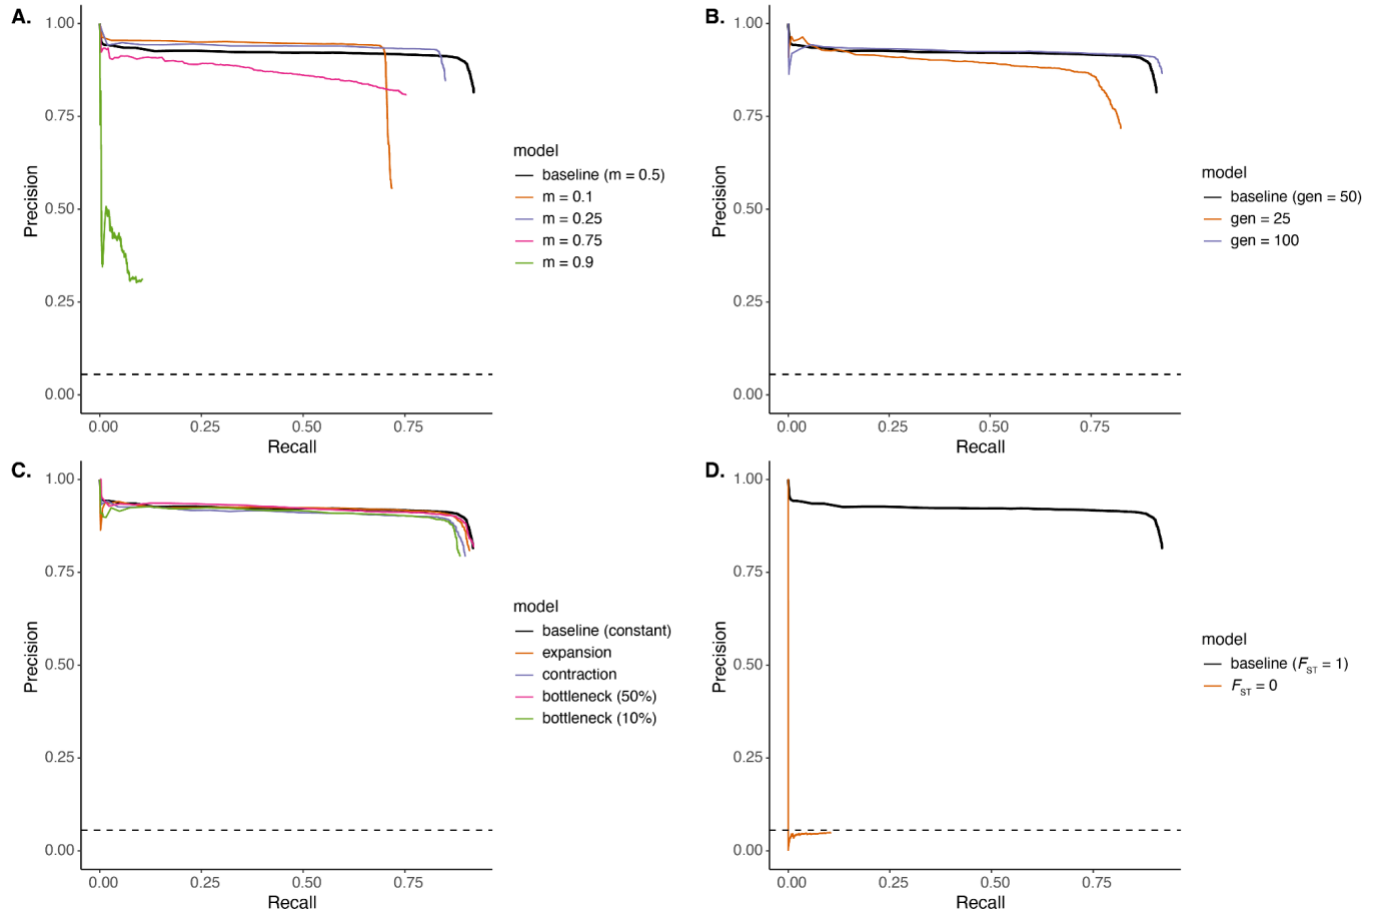 A.
1.00
0.75
0.50
0.25
0.00
Precision
0.00 0.25 0.50 0.75
Recall
model
baseline (m = 0.5)
m = 0.1
m = 0.25
m = 0.75
m = 0.9
B.
1.00
0.75
0.50
0.25
0.00
Precision
0.00 0.25 0.50 0.75
Recall
model
baseline (gen = 50)
gen = 25
gen = 100
C.
1.00
0.75
0.50
0.25
0.00
Precision
0.00 0.25 0.50 0.75
Recall
model
baseline (constant)
expansion
contraction
bottleneck (50%)
bottleneck (10%)
D.
1.00
0.75
0.50
0.25
0.00
Precision
0.00 0.25 0.50 0.75
Recall
model
baseline (FST = 1)
FST = 0